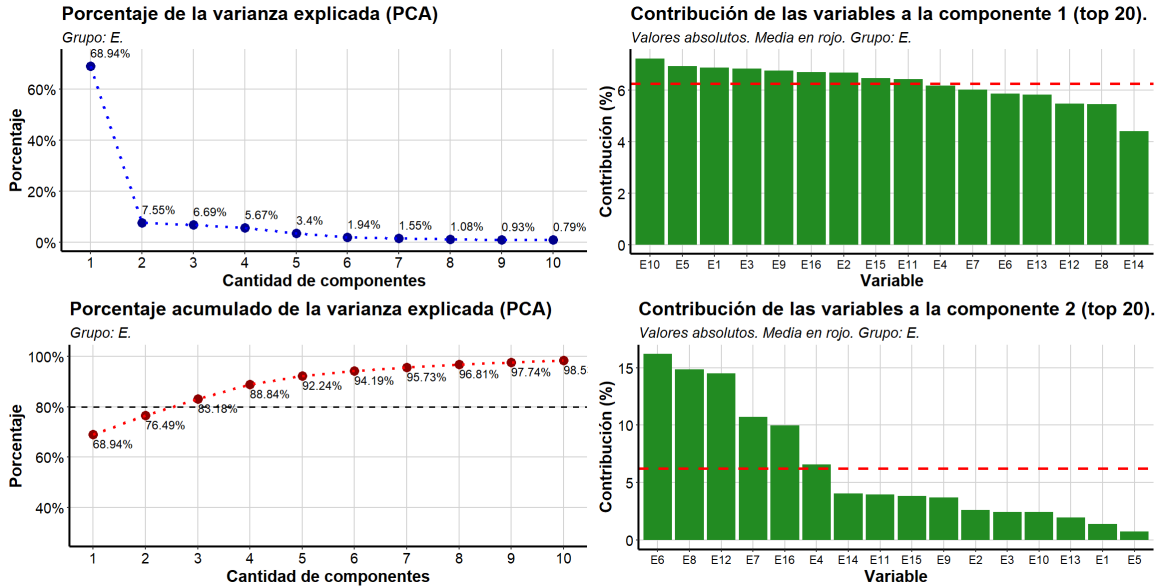 Porcentaje de la varianza explicada (PCA)
Grupo: E.
68.94%
7.55%
6.69%
5.67%
3.4%
1.94%
1.55%
1.08%
0.93%
0.79%
60%
40%
20%
0%
Porcentaje
1 2 3 4 5 6 7 8 9 10
Cantidad de componentes
Contribución de las variables a la componente 1 (top 20).
Valores absolutos. Media en rojo. Grupo: E.
6
4
2
0
Contribución (%)
E10 E5 E1 E3 E9 E16 E2 E15 E11 E4 E7 E6 E13 E12 E8 E14
Variable
Porcentaje acumulado de la varianza explicada (PCA)
Grupo: E.
100%
80%
60%
40%
Porcentaje
68.94%
76.49%
83.18%
88.84%
92.24%
94.19%
95.73%
96.81%
97.74%
98.5
1 2 3 4 5 6 7 8 9 10
Cantidad de componentes
Contribución de las variables a la componente 2 (top 20).
Valores absolutos. Media en rojo. Grupo: E.
15
10
5
0
Contribución (%)
E6 E8 E12 E7 E16 E4 E14 E11 E15 E9 E2 E3 E10 E13 E1 E5
Variable